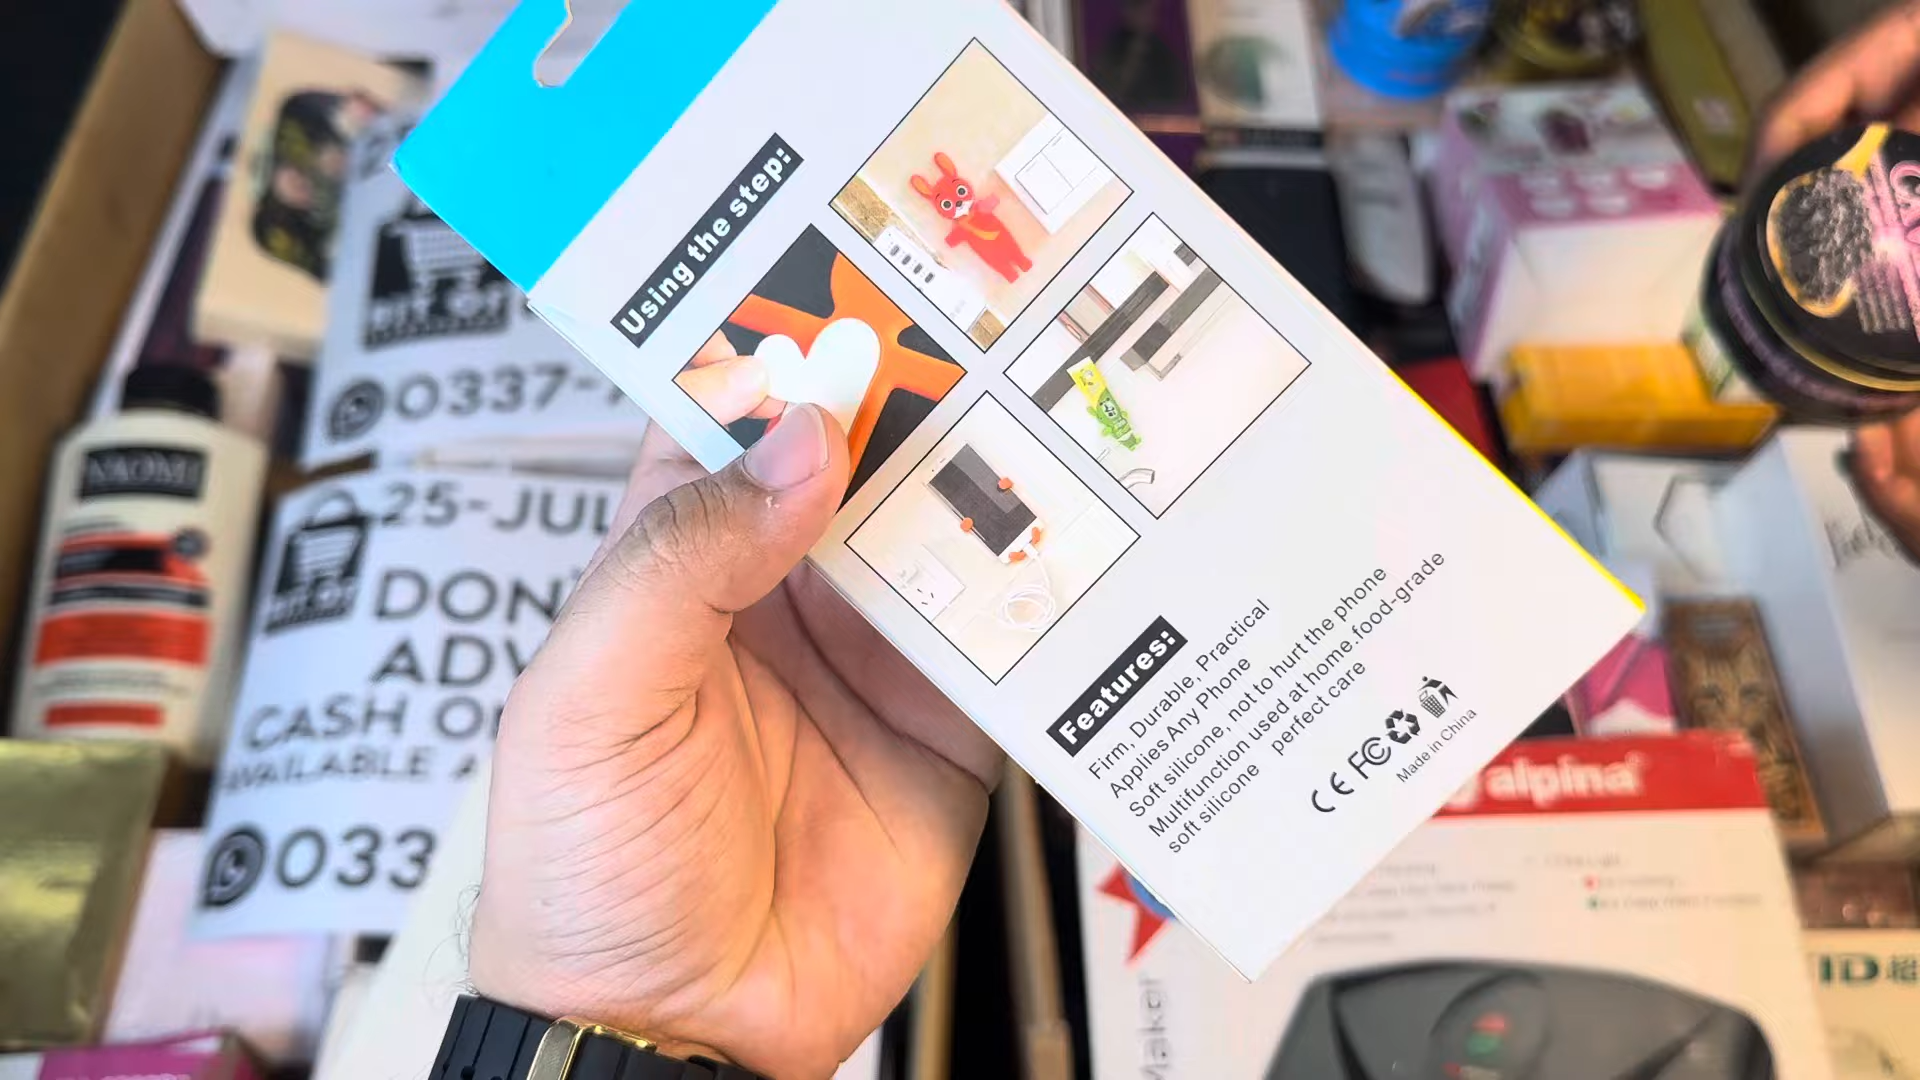 Using the step:
Features:
Firm, Durable, Practical
Applies Any Phone
Soft silicone, not to hurt the phone
Multifunction used at home.food-grade
soft silicone perfect care
CE FC
Made in China
NAOMI
0337-
25-JUL
DON'
ADV
CASH O
AVAILABLE A
033
alpina
Maker